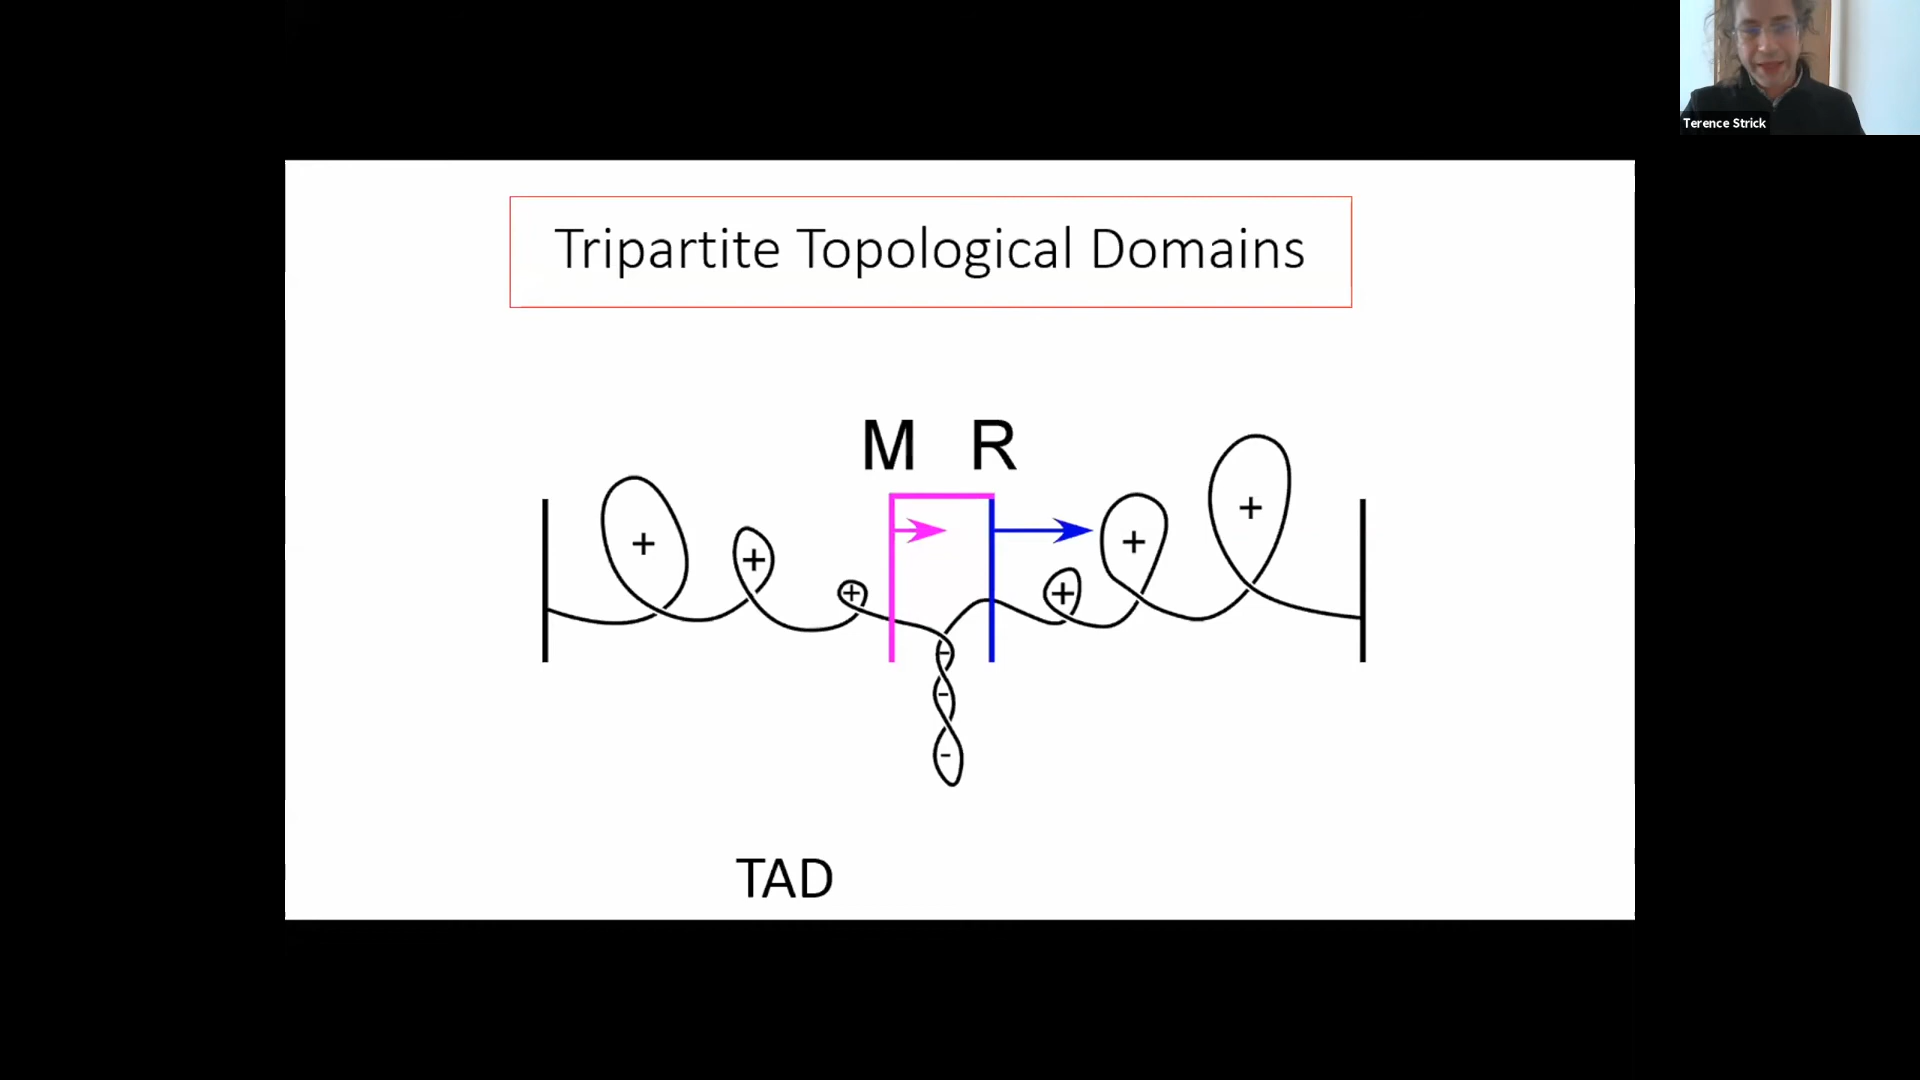 Terence Strick
Tripartite Topological Domains
M R
+ + + + + +
-
-
-
TAD